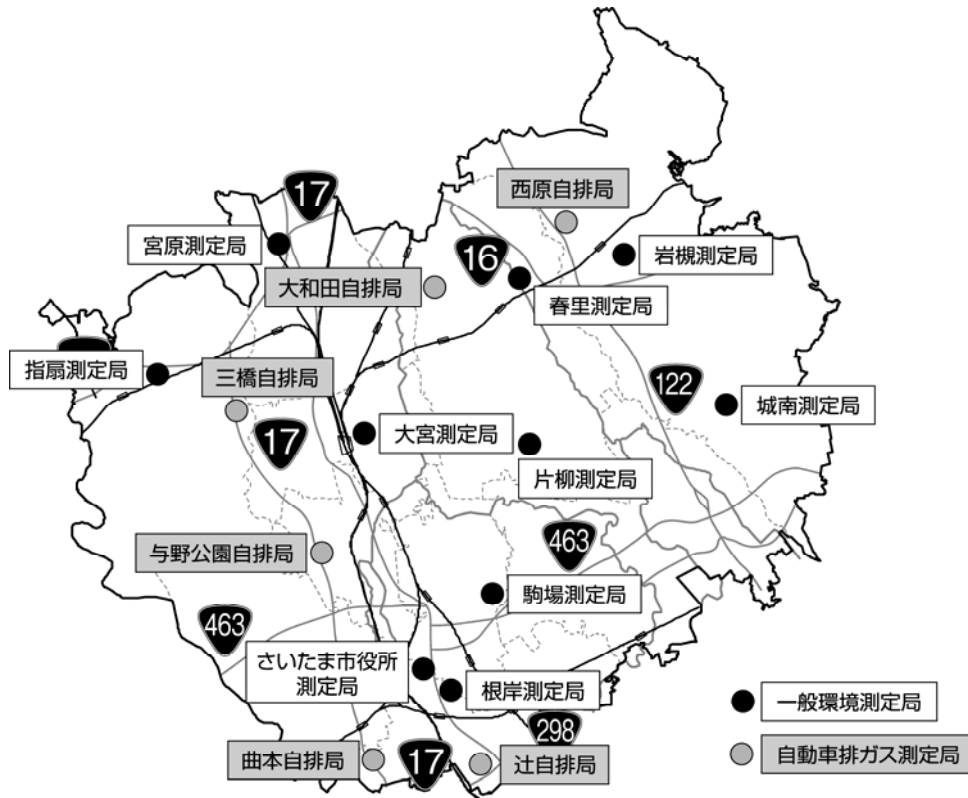 西原自排局
17
宮原測定局
16
岩槻測定局
大和田自排局
春里測定局
指扇測定局
三橋自排局
122
城南測定局
17
大宮測定局
片柳測定局
463
与野公園自排局
駒場測定局
463
さいたま市役所
測定局
根岸測定局
一般環境測定局
298
曲本自排局
17
辻自排局
自動車排ガス測定局